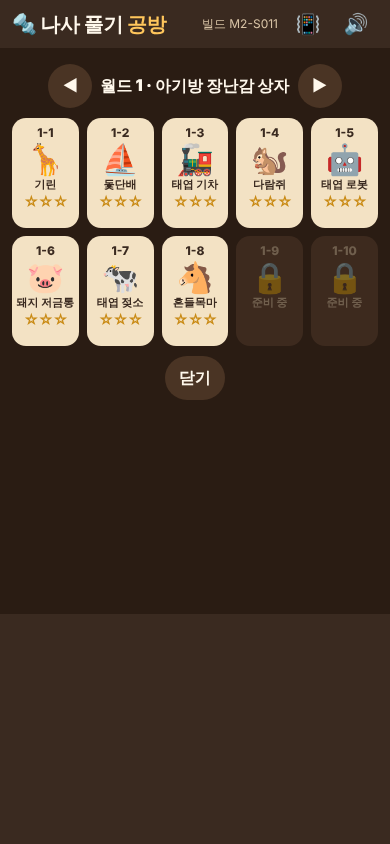 나사 풀기 공방 빌드 M2-S011
◀ 월드 1 · 아기방 장난감 상자 ▶
1-1 1-2 1-3 1-4 1-5
기린 돛단배 태엽 기차 다람쥐 태엽 로봇
☆☆☆ ☆☆☆ ☆☆☆ ☆☆☆ ☆☆☆
1-6 1-7 1-8 1-9 1-10
돼지 저금통 태엽 젖소 흔들목마 준비 중 준비 중
☆☆☆ ☆☆☆ ☆☆☆
닫기